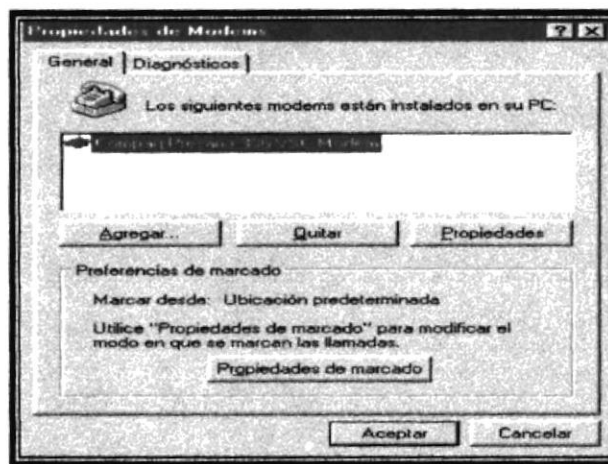 Propiedades de Modems
General Diagnósticos
Los siguientes modems están instalados en su PC:
Compaq Modem
Agregar... Quitar Propiedades
Preferencias de marcado
Marcar desde: Ubicación predeterminada
Utilice "Propiedades de marcado" para modificar el
modo en que se marcan las llamadas.
Propiedades de marcado
Aceptar Cancelar